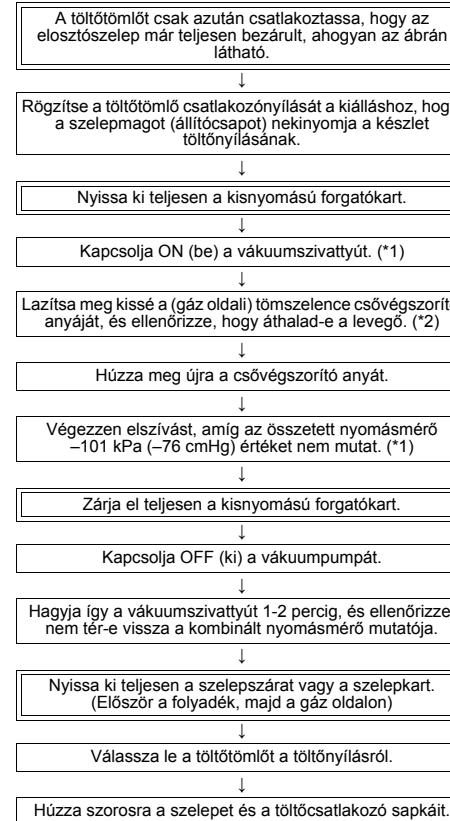 A töltőtömlőt csak azután csatlakoztassa, hogy az
elosztószelep már teljesen bezárult, ahogyan az ábrán
látható.
↓
Rögzítse a töltőtömlő csatlakozónyílását a kiálláshoz, hog
a szelepmagot (állítócsapot) nekinyomja a készlet
töltőnyílásának.
↓
Nyissa ki teljesen a kisnyomású forgatókart.
↓
Kapcsolja ON (be) a vákuumszivattyút. (*1)
↓
Lazítsa meg kissé a (gáz oldali) tömszelence csővégszorít
anyáját, és ellenőrizze, hogy áthalad-e a levegő. (*2)
↓
Húzza meg újra a csővégszorító anyát.
↓
Végezzen elszívást, amíg az összetett nyomásmérő
–101 kPa (–76 cmHg) értéket nem mutat. (*1)
↓
Zárja el teljesen a kisnyomású forgatókart.
↓
Kapcsolja OFF (ki) a vákuumpumpát.
↓
Hagyja így a vákuumszivattyút 1-2 percig, és ellenőrizze
nem tér-e vissza a kombinált nyomásmérő mutatója.
↓
Nyissa ki teljesen a szelepszárat vagy a szelepkart.
(Először a folyadék, majd a gáz oldalon)
↓
Válassza le a töltőtömlőt a töltőnyílásról.
↓
Húzza szorosra a szelepet és a töltőcsatlakozó sapkáit.